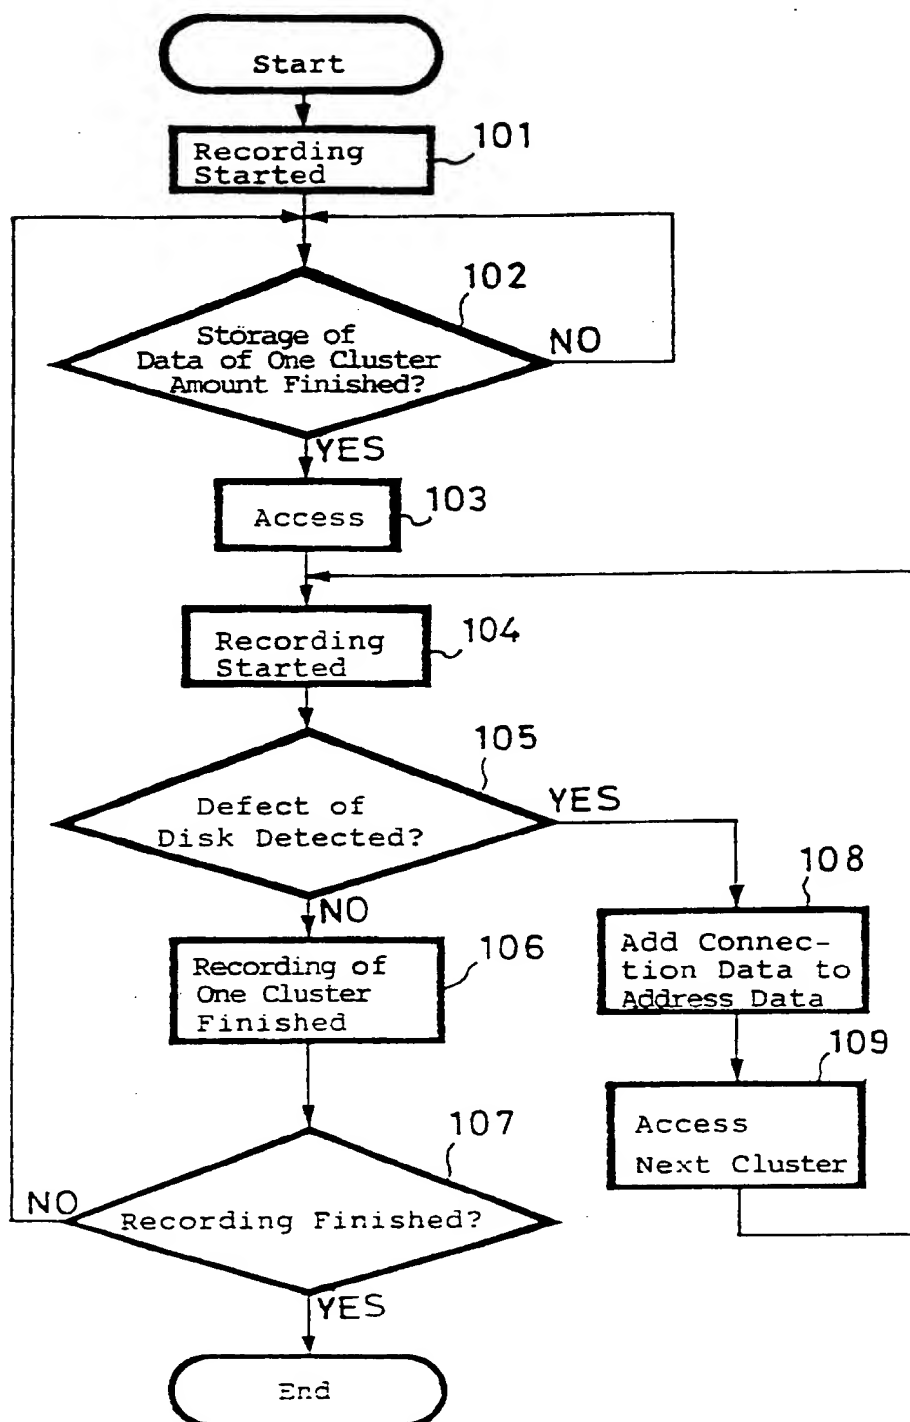 Start
101
Recording
Started
102
Storage of
Data of One Cluster
Amount Finished?
NO
YES
103
Access
104
Recording
Started
105
Defect of
Disk Detected?
YES
NO
108
Add Connec-
tion Data to
Address Data
106
Recording of
One Cluster
Finished
109
Access
Next Cluster
107
Recording Finished?
NO
YES
End